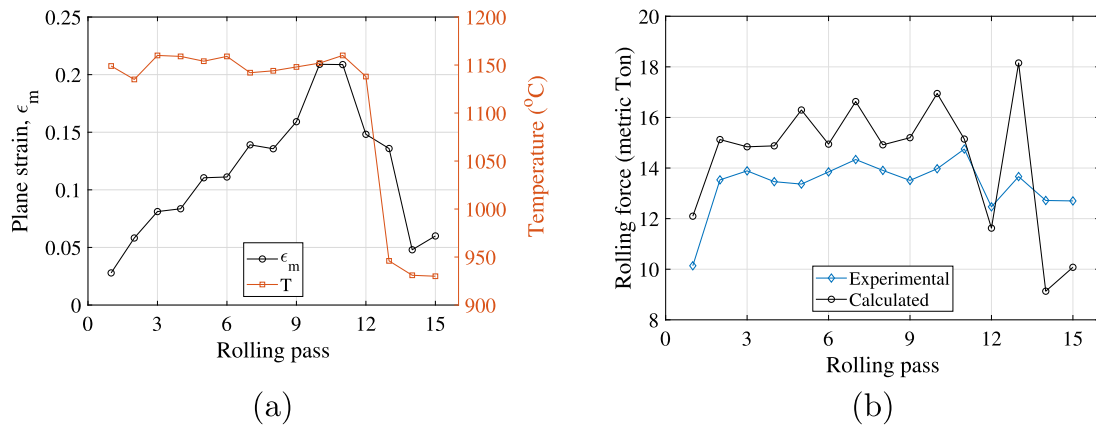 0.25
0.2
0.15
0.1
0.05
0
Plane strain, ϵm
1200
1150
1100
1050
1000
950
900
Temperature (°C)
ϵm
T
0 3 6 9 12 15
Rolling pass
(a)
18
16
14
12
10
8
Rolling force (metric Ton)
Experimental
Calculated
0 3 6 9 12 15
Rolling pass
(b)